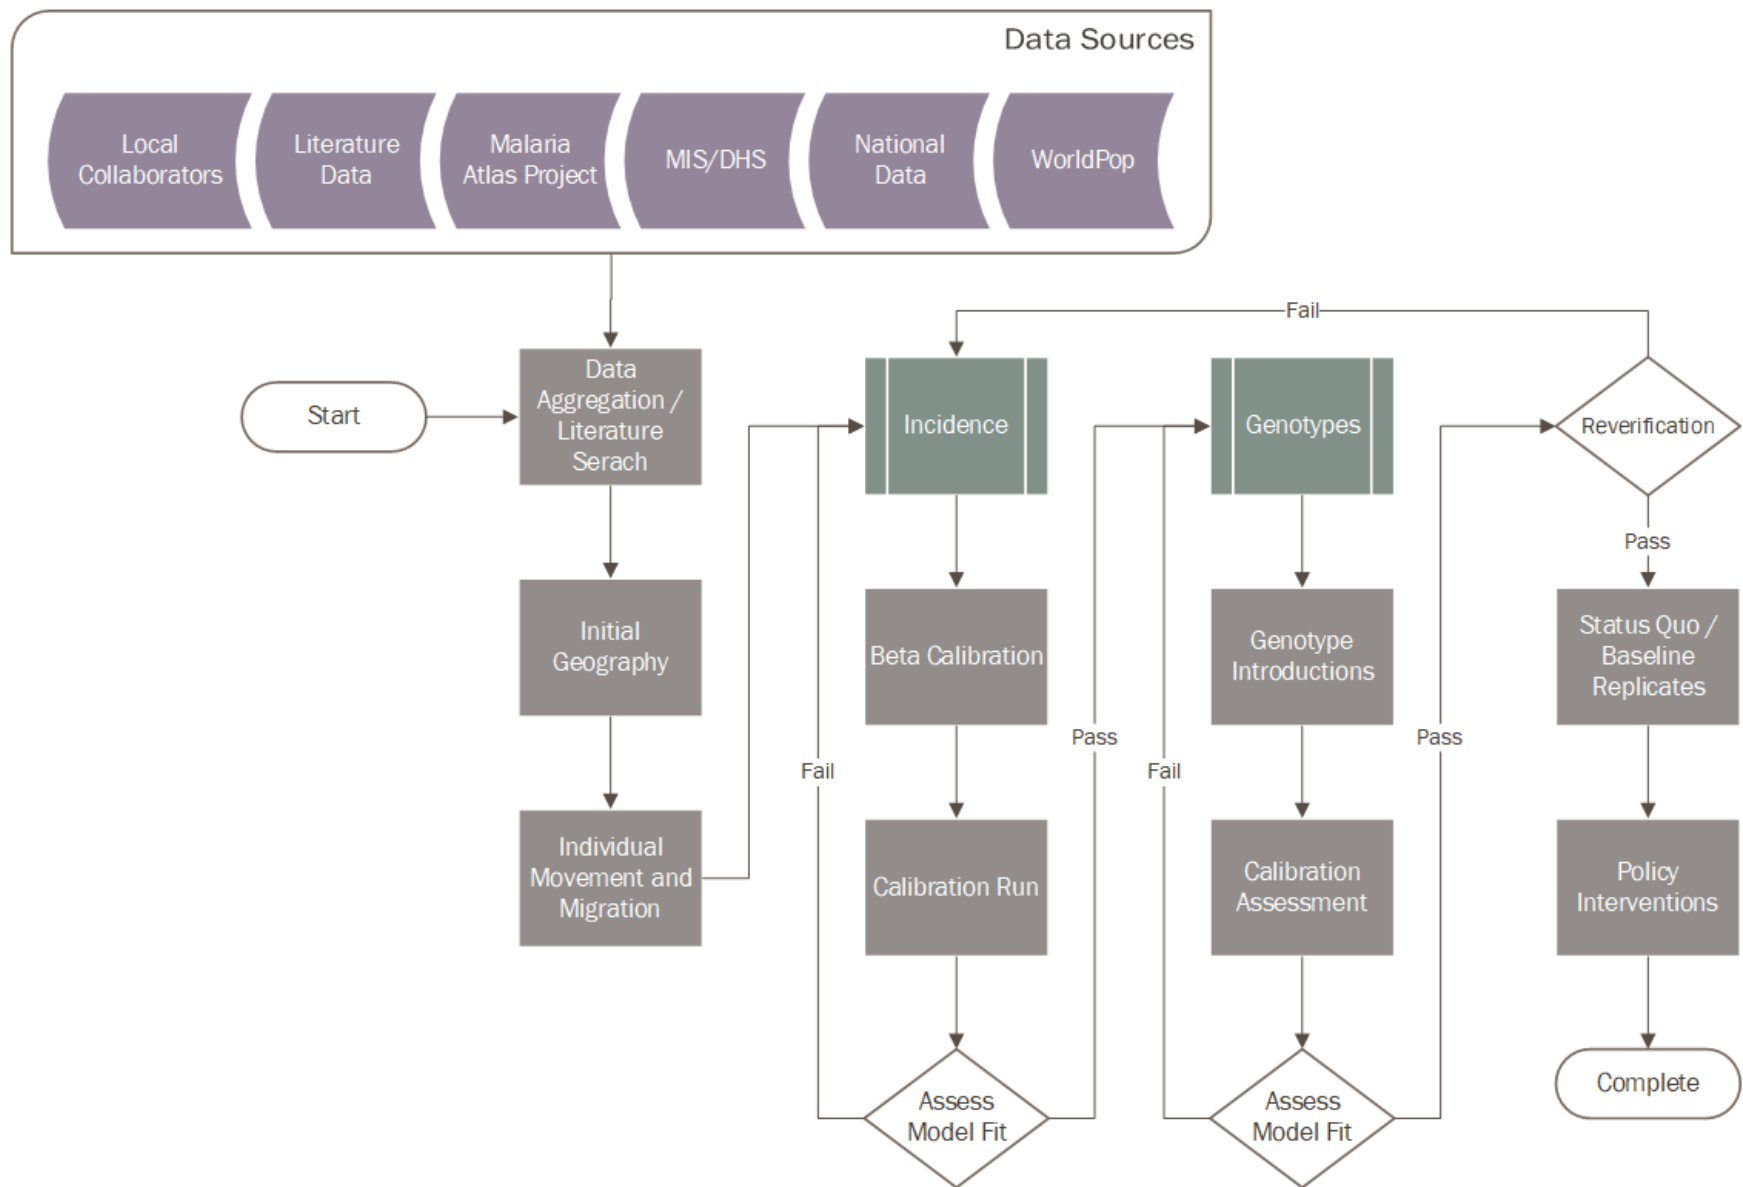 Data Sources
Local
Collaborators
Literature
Data
Malaria
Atlas Project
MIS/DHS
National
Data
WorldPop
Start
Data
Aggregation /
Literature
Serach
Initial
Geography
Individual
Movement and
Migration
Fail
Incidence
Beta Calibration
Calibration Run
Assess
Model Fit
Fail
Pass
Genotypes
Genotype
Introductions
Calibration
Assessment
Assess
Model Fit
Fail
Pass
Reverification
Pass
Status Quo /
Baseline
Replicates
Policy
Interventions
Complete